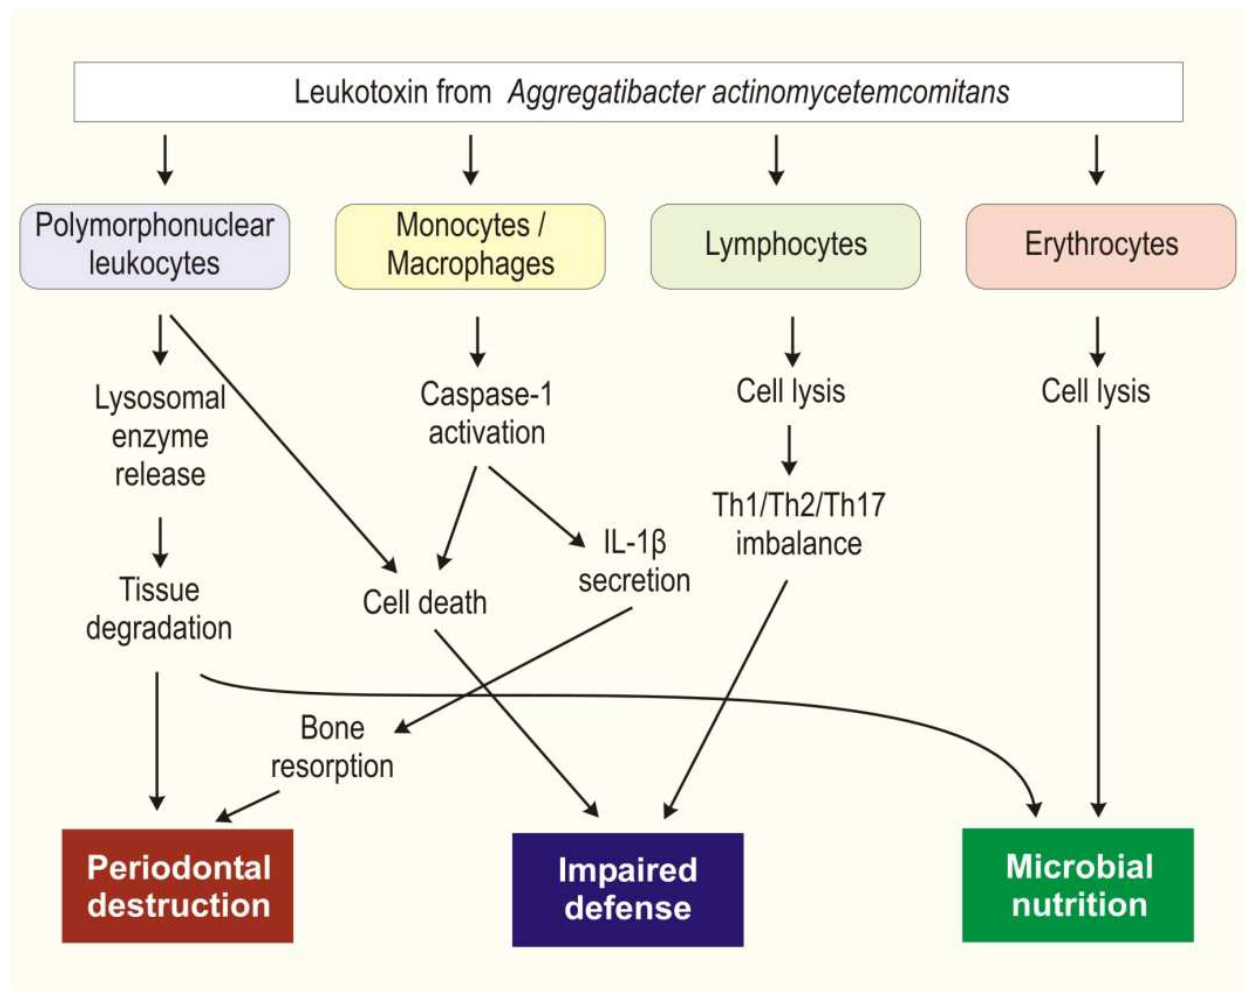 Leukotoxin from Aggregatibacter actinomycetemcomitans
Polymorphonuclear
leukocytes
Monocytes /
Macrophages
Lymphocytes
Erythrocytes
Lysosomal
enzyme
release
Caspase-1
activation
Cell lysis
Cell lysis
Th1/Th2/Th17
imbalance
IL-1β
secretion
Tissue
degradation
Cell death
Bone
resorption
Periodontal
destruction
Impaired
defense
Microbial
nutrition